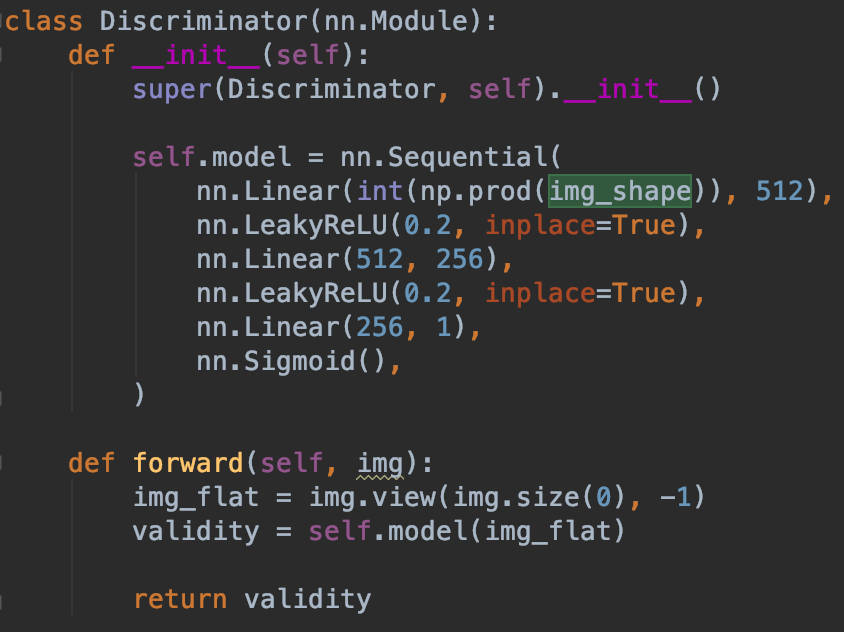 class Discriminator(nn.Module):
    def __init__(self):
        super(Discriminator, self).__init__()
        self.model = nn.Sequential(
            nn.Linear(int(np.prod(img_shape)), 512),
            nn.LeakyReLU(0.2, inplace=True),
            nn.Linear(512, 256),
            nn.LeakyReLU(0.2, inplace=True),
            nn.Linear(256, 1),
            nn.Sigmoid(),
        )
    def forward(self, img):
        img_flat = img.view(img.size(0), -1)
        validity = self.model(img_flat)
        return validity